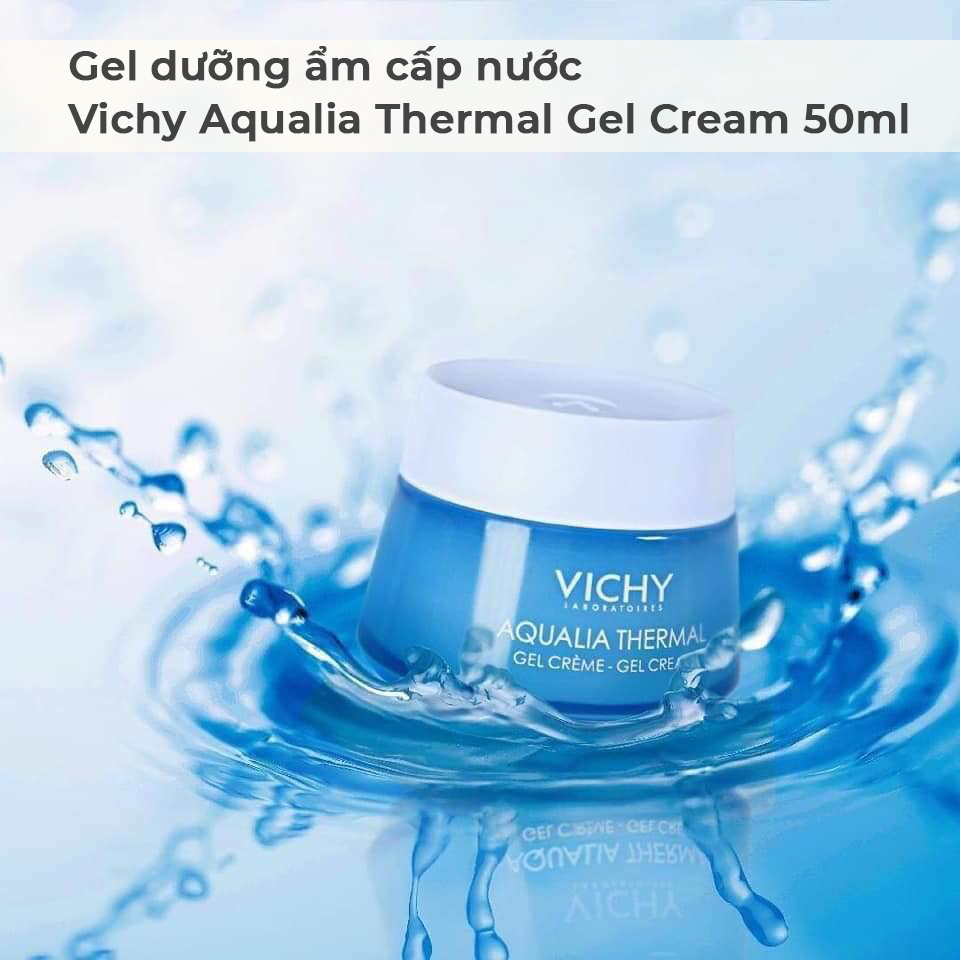 Gel dưỡng ẩm cấp nước
Vichy Aqualia Thermal Gel Cream 50ml
VICHY
LABORATOIRES
AQUALIA THERMAL
GEL CRÈME - GEL CREA